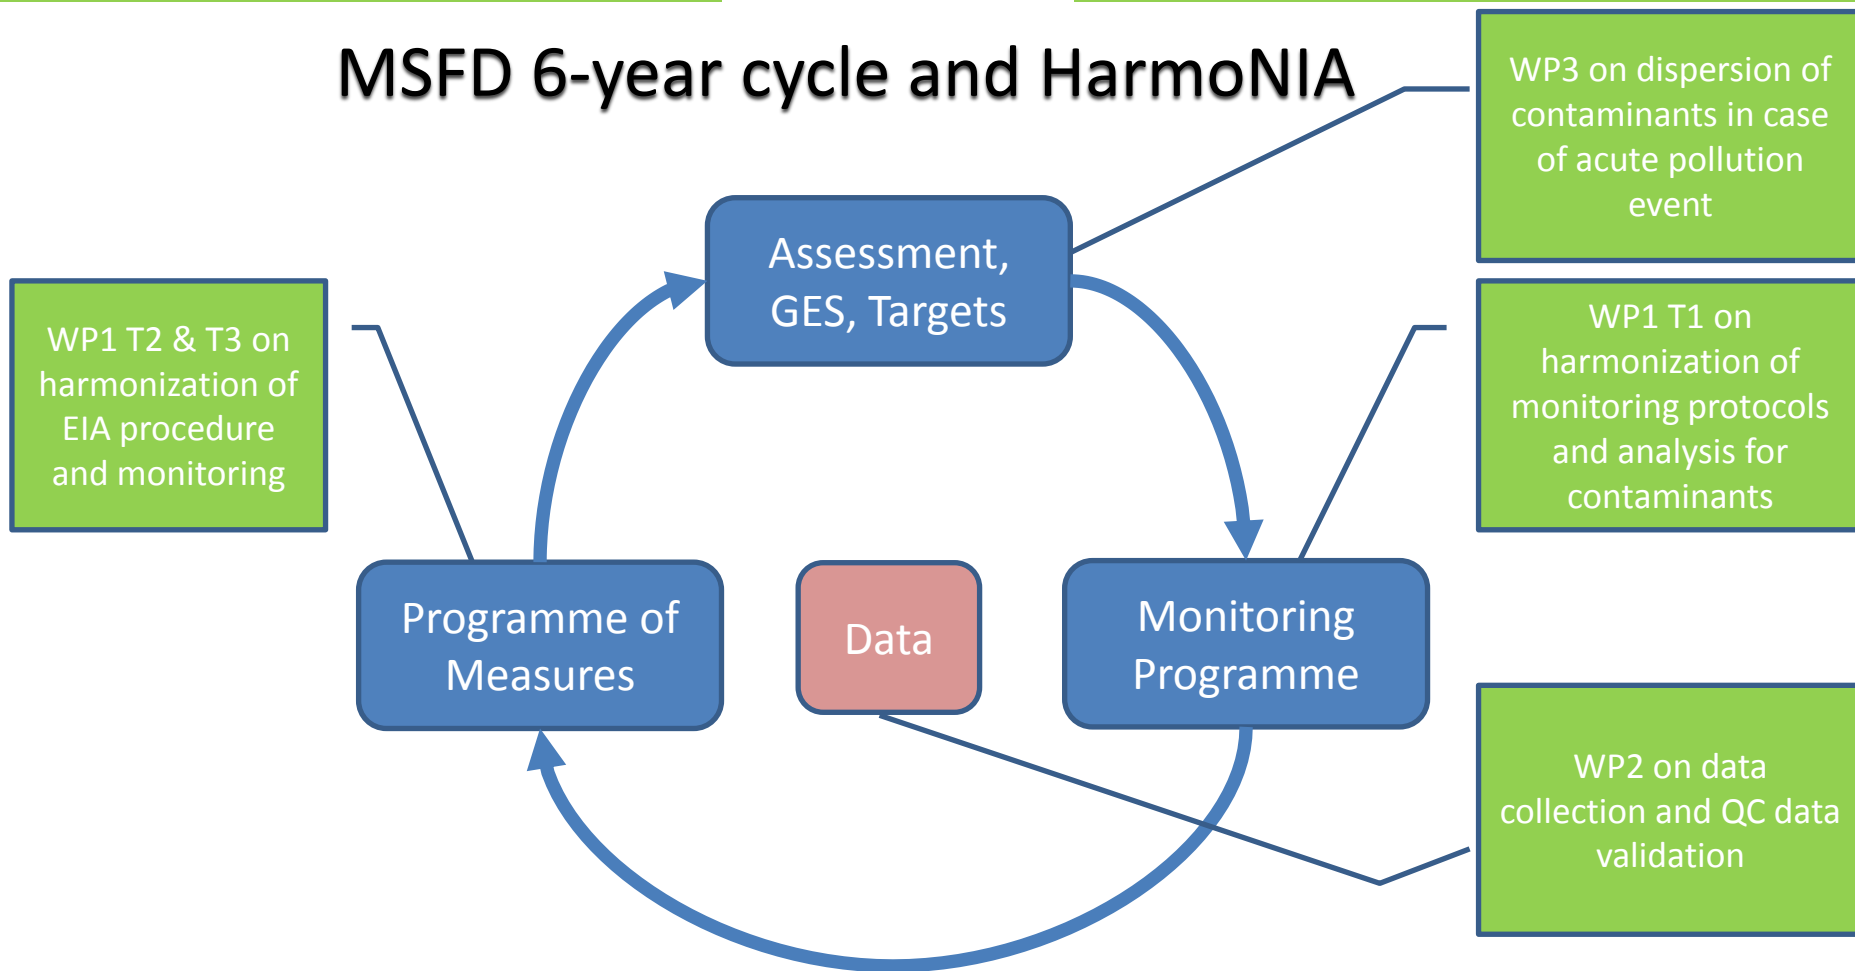 MSFD 6-year cycle and HarmoNIA
WP3 on dispersion of
contaminants in case
of acute pollution
event
Assessment,
GES, Targets
WP1 T2 & T3 on
harmonization of
EIA procedure
and monitoring
WP1 T1 on
harmonization of
monitoring protocols
and analysis for
contaminants
Programme of
Measures
Data
Monitoring
Programme
WP2 on data
collection and QC data
validation